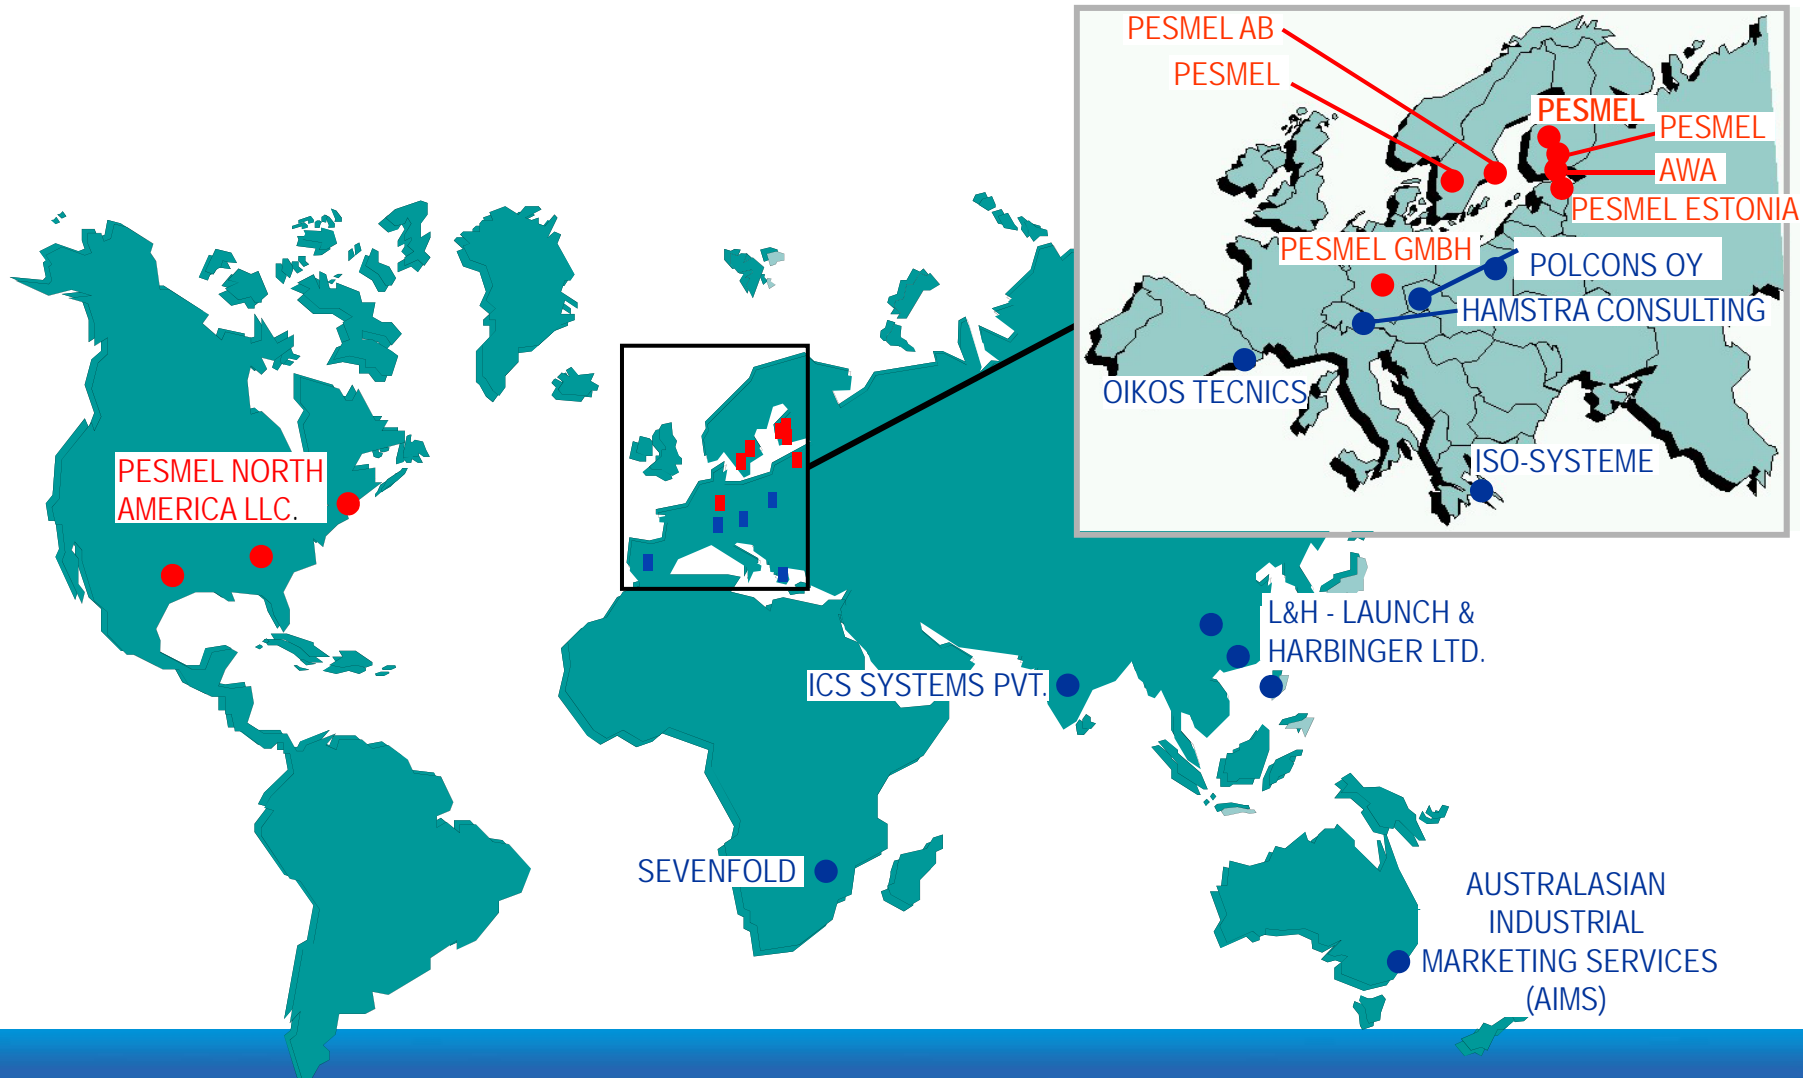 PESMEL AB
PESMEL
PESMEL
PESMEL
AWA
PESMEL ESTONIA
PESMEL GMBH
POLCONS OY
HAMSTRA CONSULTING
OIKOS TECNICS
ISO-SYSTEME
PESMEL NORTH
AMERICA LLC.
L&H - LAUNCH &
HARBINGER LTD.
ICS SYSTEMS PVT.
SEVENFOLD
AUSTRALASIAN
INDUSTRIAL
MARKETING SERVICES
(AIMS)